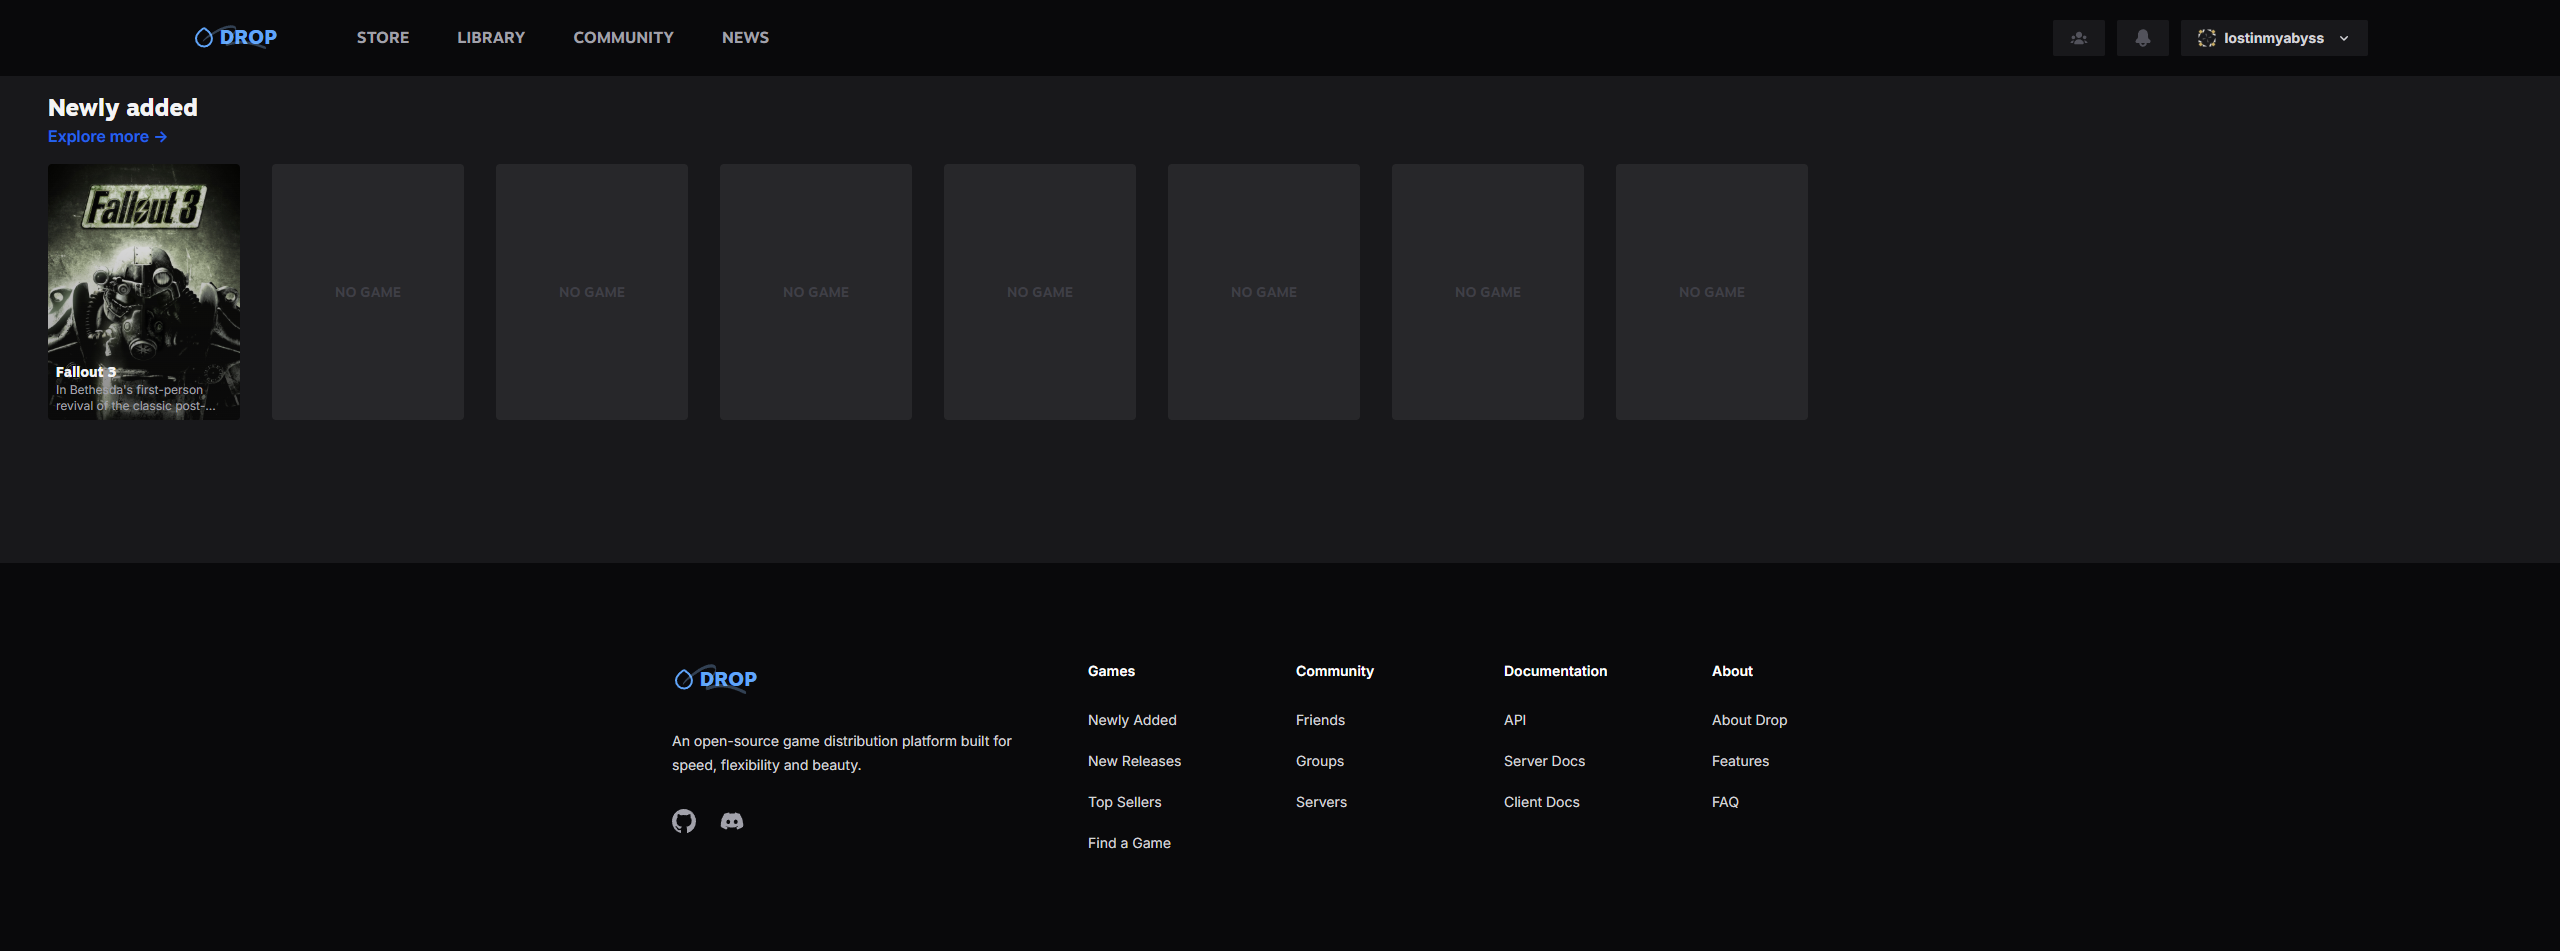 DROP
STORE
LIBRARY
COMMUNITY
NEWS
lostinmyabyss
Newly added
Explore more →
Fallout 3
Fallout 3
In Bethesda's first-person
revival of the classic post-...
NO GAME
NO GAME
NO GAME
NO GAME
NO GAME
NO GAME
NO GAME
DROP
An open-source game distribution platform built for
speed, flexibility and beauty.
Games
Newly Added
New Releases
Top Sellers
Find a Game
Community
Friends
Groups
Servers
Documentation
API
Server Docs
Client Docs
About
About Drop
Features
FAQ